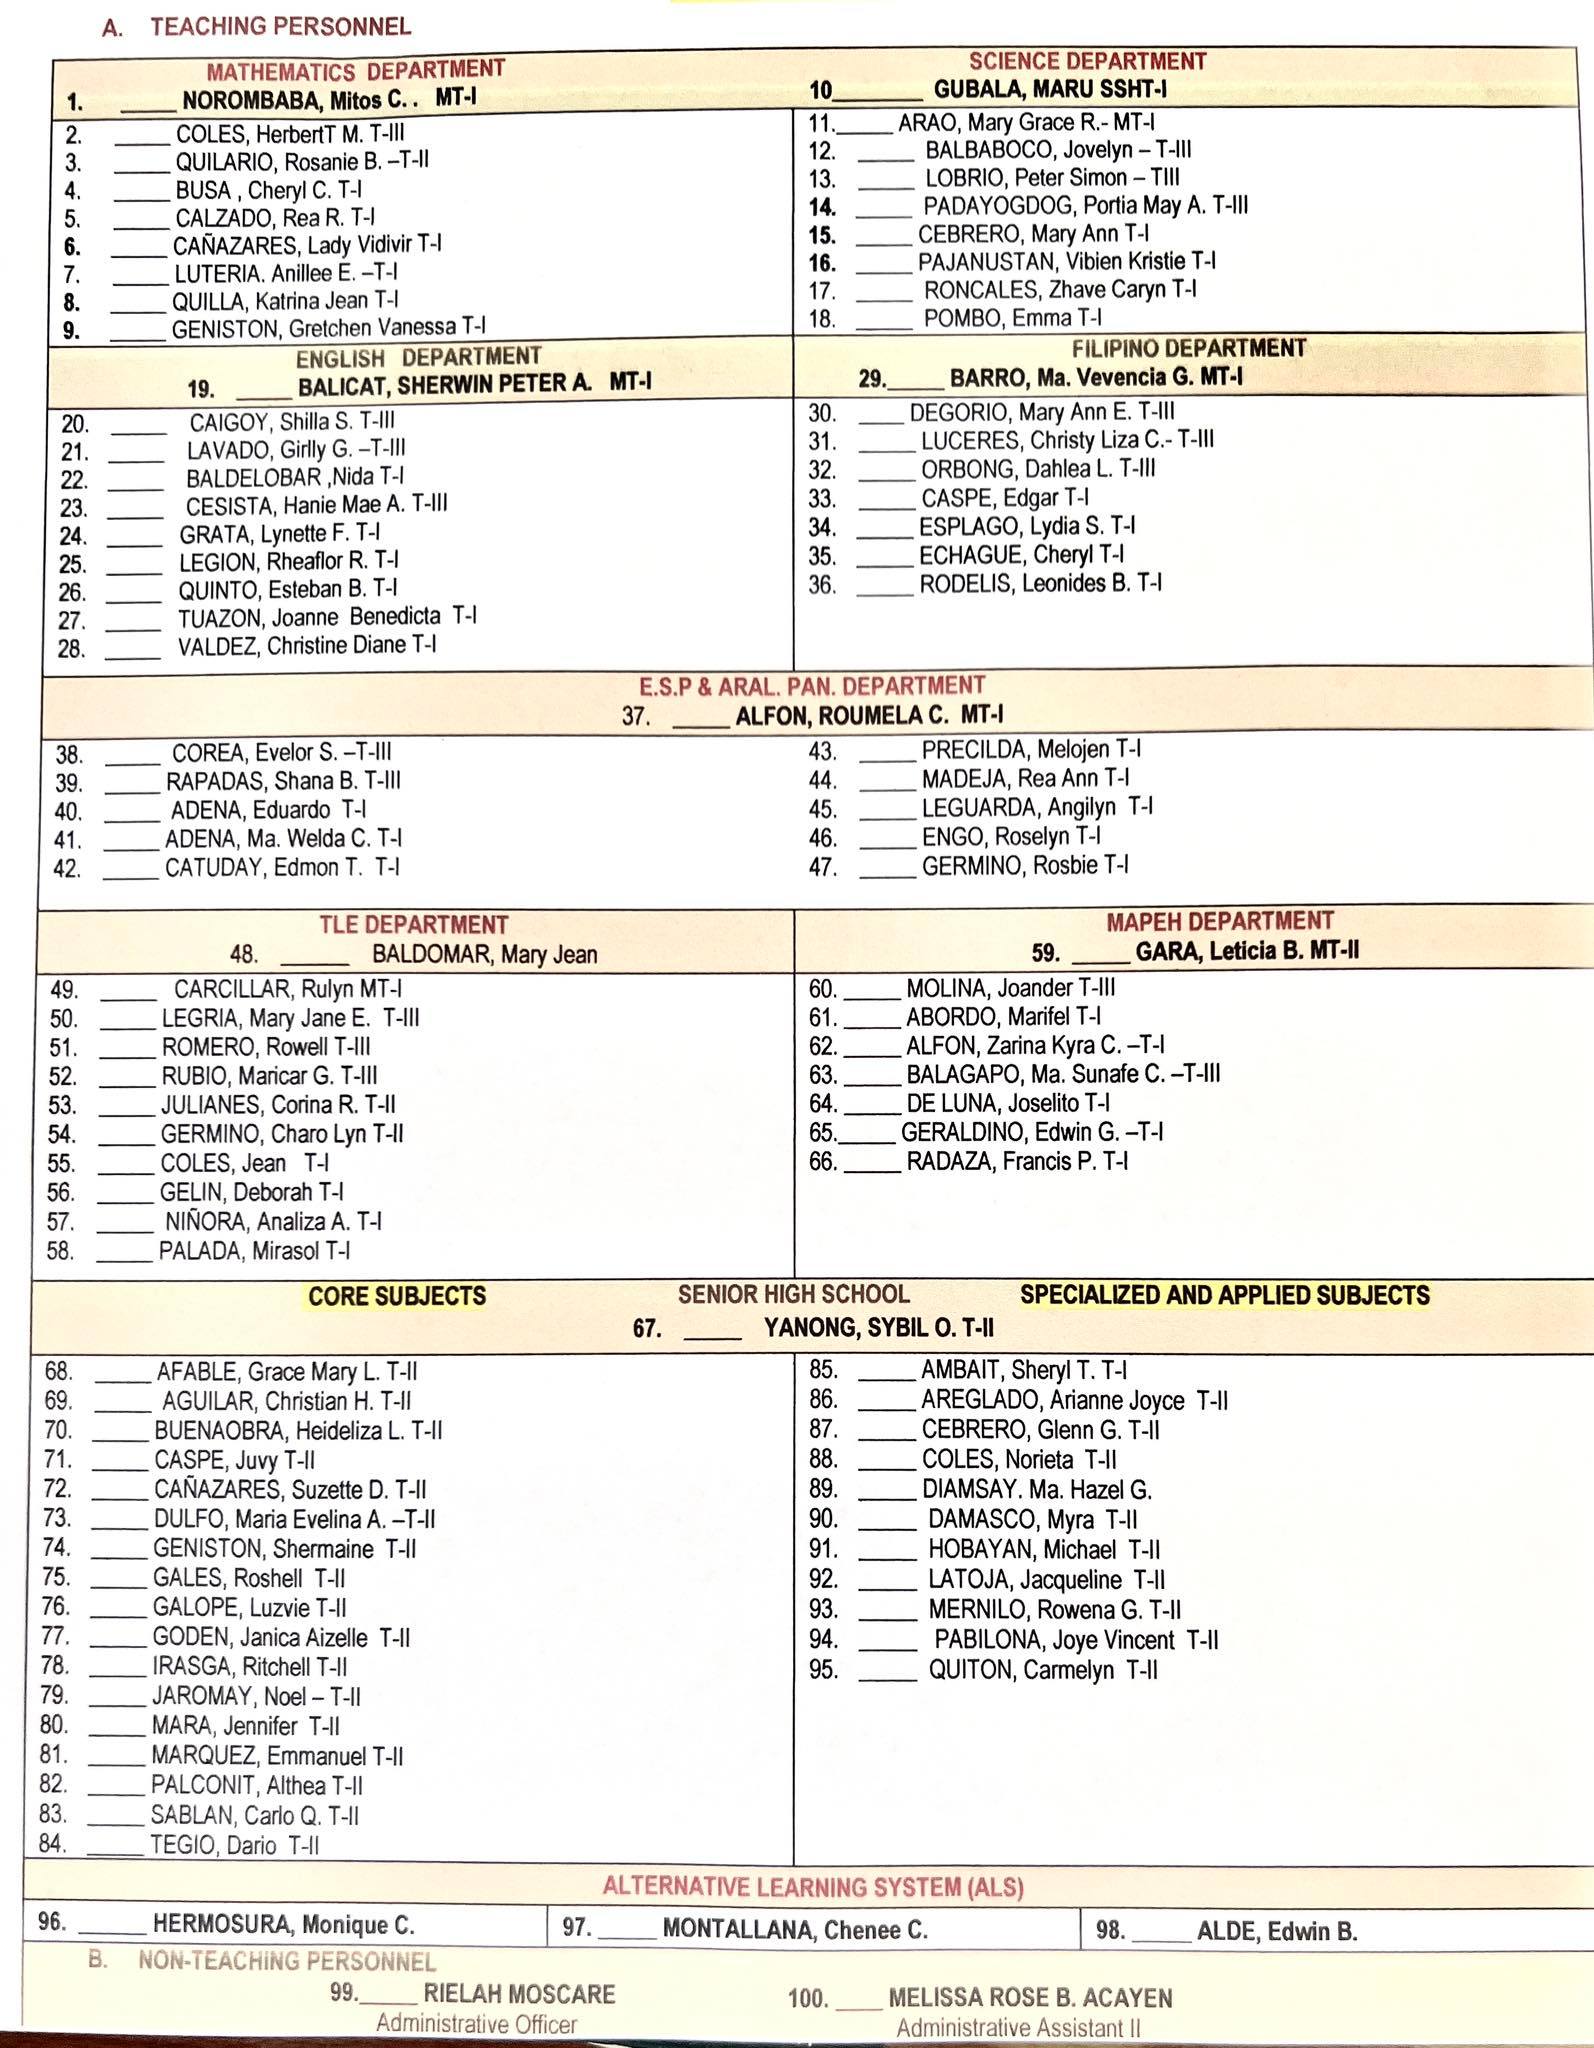 A. TEACHING PERSONNEL
MATHEMATICS DEPARTMENT
1. _____ NOROMBABA, Mitos C. . MT-I
2. _____ COLES, HerbertT M. T-III
3. _____ QUILARIO, Rosanie B. –T-II
4. _____ BUSA , Cheryl C. T-I
5. _____ CALZADO, Rea R. T-I
6. _____ CAÑAZARES, Lady Vidivir T-I
7. _____ LUTERIA. Anillee E. –T-I
8. _____ QUILLA, Katrina Jean T-I
9. _____ GENISTON, Gretchen Vanessa T-I
SCIENCE DEPARTMENT
10________ GUBALA, MARU SSHT-I
11._____ ARAO, Mary Grace R.- MT-I
12. _____ BALBABOCO, Jovelyn – T-III
13. _____ LOBRIO, Peter Simon – TIII
14. _____ PADAYOGDOG, Portia May A. T-III
15. _____ CEBRERO, Mary Ann T-I
16. _____ PAJANUSTAN, Vibien Kristie T-I
17. _____ RONCALES, Zhave Caryn T-I
18. _____ POMBO, Emma T-I
ENGLISH DEPARTMENT
19. _____ BALICAT, SHERWIN PETER A. MT-I
20. _____ CAIGOY, Shilla S. T-III
21. _____ LAVADO, Girlly G. –T-III
22. _____ BALDELOBAR ,Nida T-I
23. _____ CESISTA, Hanie Mae A. T-III
24. _____ GRATA, Lynette F. T-I
25. _____ LEGION, Rheaflor R. T-I
26. _____ QUINTO, Esteban B. T-I
27. _____ TUAZON, Joanne Benedicta T-I
28. _____ VALDEZ, Christine Diane T-I
FILIPINO DEPARTMENT
29._____ BARRO, Ma. Vevencia G. MT-I
30. ____ DEGORIO, Mary Ann E. T-III
31. _____ LUCERES, Christy Liza C.- T-III
32. _____ ORBONG, Dahlea L. T-III
33. _____ CASPE, Edgar T-I
34. _____ ESPLAGO, Lydia S. T-I
35. _____ ECHAGUE, Cheryl T-I
36. _____ RODELIS, Leonides B. T-I
E.S.P & ARAL. PAN. DEPARTMENT
37. _____ ALFON, ROUMELA C. MT-I
38. _____ COREA, Evelor S. –T-III
39. _____ RAPADAS, Shana B. T-III
40. _____ ADENA, Eduardo T-I
41. _____ ADENA, Ma. Welda C. T-I
42. _____ CATUDAY, Edmon T. T-I
43. _____ PRECILDA, Melojen T-I
44. _____ MADEJA, Rea Ann T-I
45. _____ LEGUARDA, Angilyn T-I
46. _____ ENGO, Roselyn T-I
47. _____ GERMINO, Rosbie T-I
TLE DEPARTMENT
48. ______ BALDOMAR, Mary Jean
49. _____ CARCILLAR, Rulyn MT-I
50. _____ LEGRIA, Mary Jane E. T-III
51. _____ ROMERO, Rowell T-III
52. _____ RUBIO, Maricar G. T-III
53. _____ JULIANES, Corina R. T-II
54. _____ GERMINO, Charo Lyn T-II
55. _____ COLES, Jean T-I
56. _____ GELIN, Deborah T-I
57. _____ NIÑORA, Analiza A. T-I
58. _____ PALADA, Mirasol T-I
MAPEH DEPARTMENT
59. _____ GARA, Leticia B. MT-II
60. _____ MOLINA, Joander T-III
61. _____ ABORDO, Marifel T-I
62. _____ ALFON, Zarina Kyra C. –T-I
63. _____ BALAGAPO, Ma. Sunafe C. –T-III
64. _____ DE LUNA, Joselito T-I
65._____ GERALDINO, Edwin G. –T-I
66. _____ RADAZA, Francis P. T-I
CORE SUBJECTS SENIOR HIGH SCHOOL SPECIALIZED AND APPLIED SUBJECTS
67. _____ YANONG, SYBIL O. T-II
68. _____ AFABLE, Grace Mary L. T-II
69. _____ AGUILAR, Christian H. T-II
70. _____ BUENAOBRA, Heideliza L. T-II
71. _____ CASPE, Juvy T-II
72. _____ CAÑAZARES, Suzette D. T-II
73. _____ DULFO, Maria Evelina A. –T-II
74. _____ GENISTON, Shermaine T-II
75. _____ GALES, Roshell T-II
76. _____ GALOPE, Luzvie T-II
77. _____ GODEN, Janica Aizelle T-II
78. _____ IRASGA, Ritchell T-II
79. _____ JAROMAY, Noel – T-II
80. _____ MARA, Jennifer T-II
81. _____ MARQUEZ, Emmanuel T-II
82. _____ PALCONIT, Althea T-II
83. _____ SABLAN, Carlo Q. T-II
84. _____ TEGIO, Dario T-II
85. _____ AMBAIT, Sheryl T. T-I
86. _____ AREGLADO, Arianne Joyce T-II
87. _____ CEBRERO, Glenn G. T-II
88. _____ COLES, Norieta T-II
89. _____ DIAMSAY. Ma. Hazel G.
90. _____ DAMASCO, Myra T-II
91. _____ HOBAYAN, Michael T-II
92. _____ LATOJA, Jacqueline T-II
93. _____ MERNILO, Rowena G. T-II
94. _____ PABILONA, Joye Vincent T-II
95. _____ QUITON, Carmelyn T-II
ALTERNATIVE LEARNING SYSTEM (ALS)
96. ______ HERMOSURA, Monique C.
97. _____ MONTALLANA, Chenee C.
98. _____ ALDE, Edwin B.
B. NON-TEACHING PERSONNEL
99._____ RIELAH MOSCARE
Administrative Officer
100. ____ MELISSA ROSE B. ACAYEN
Administrative Assistant II